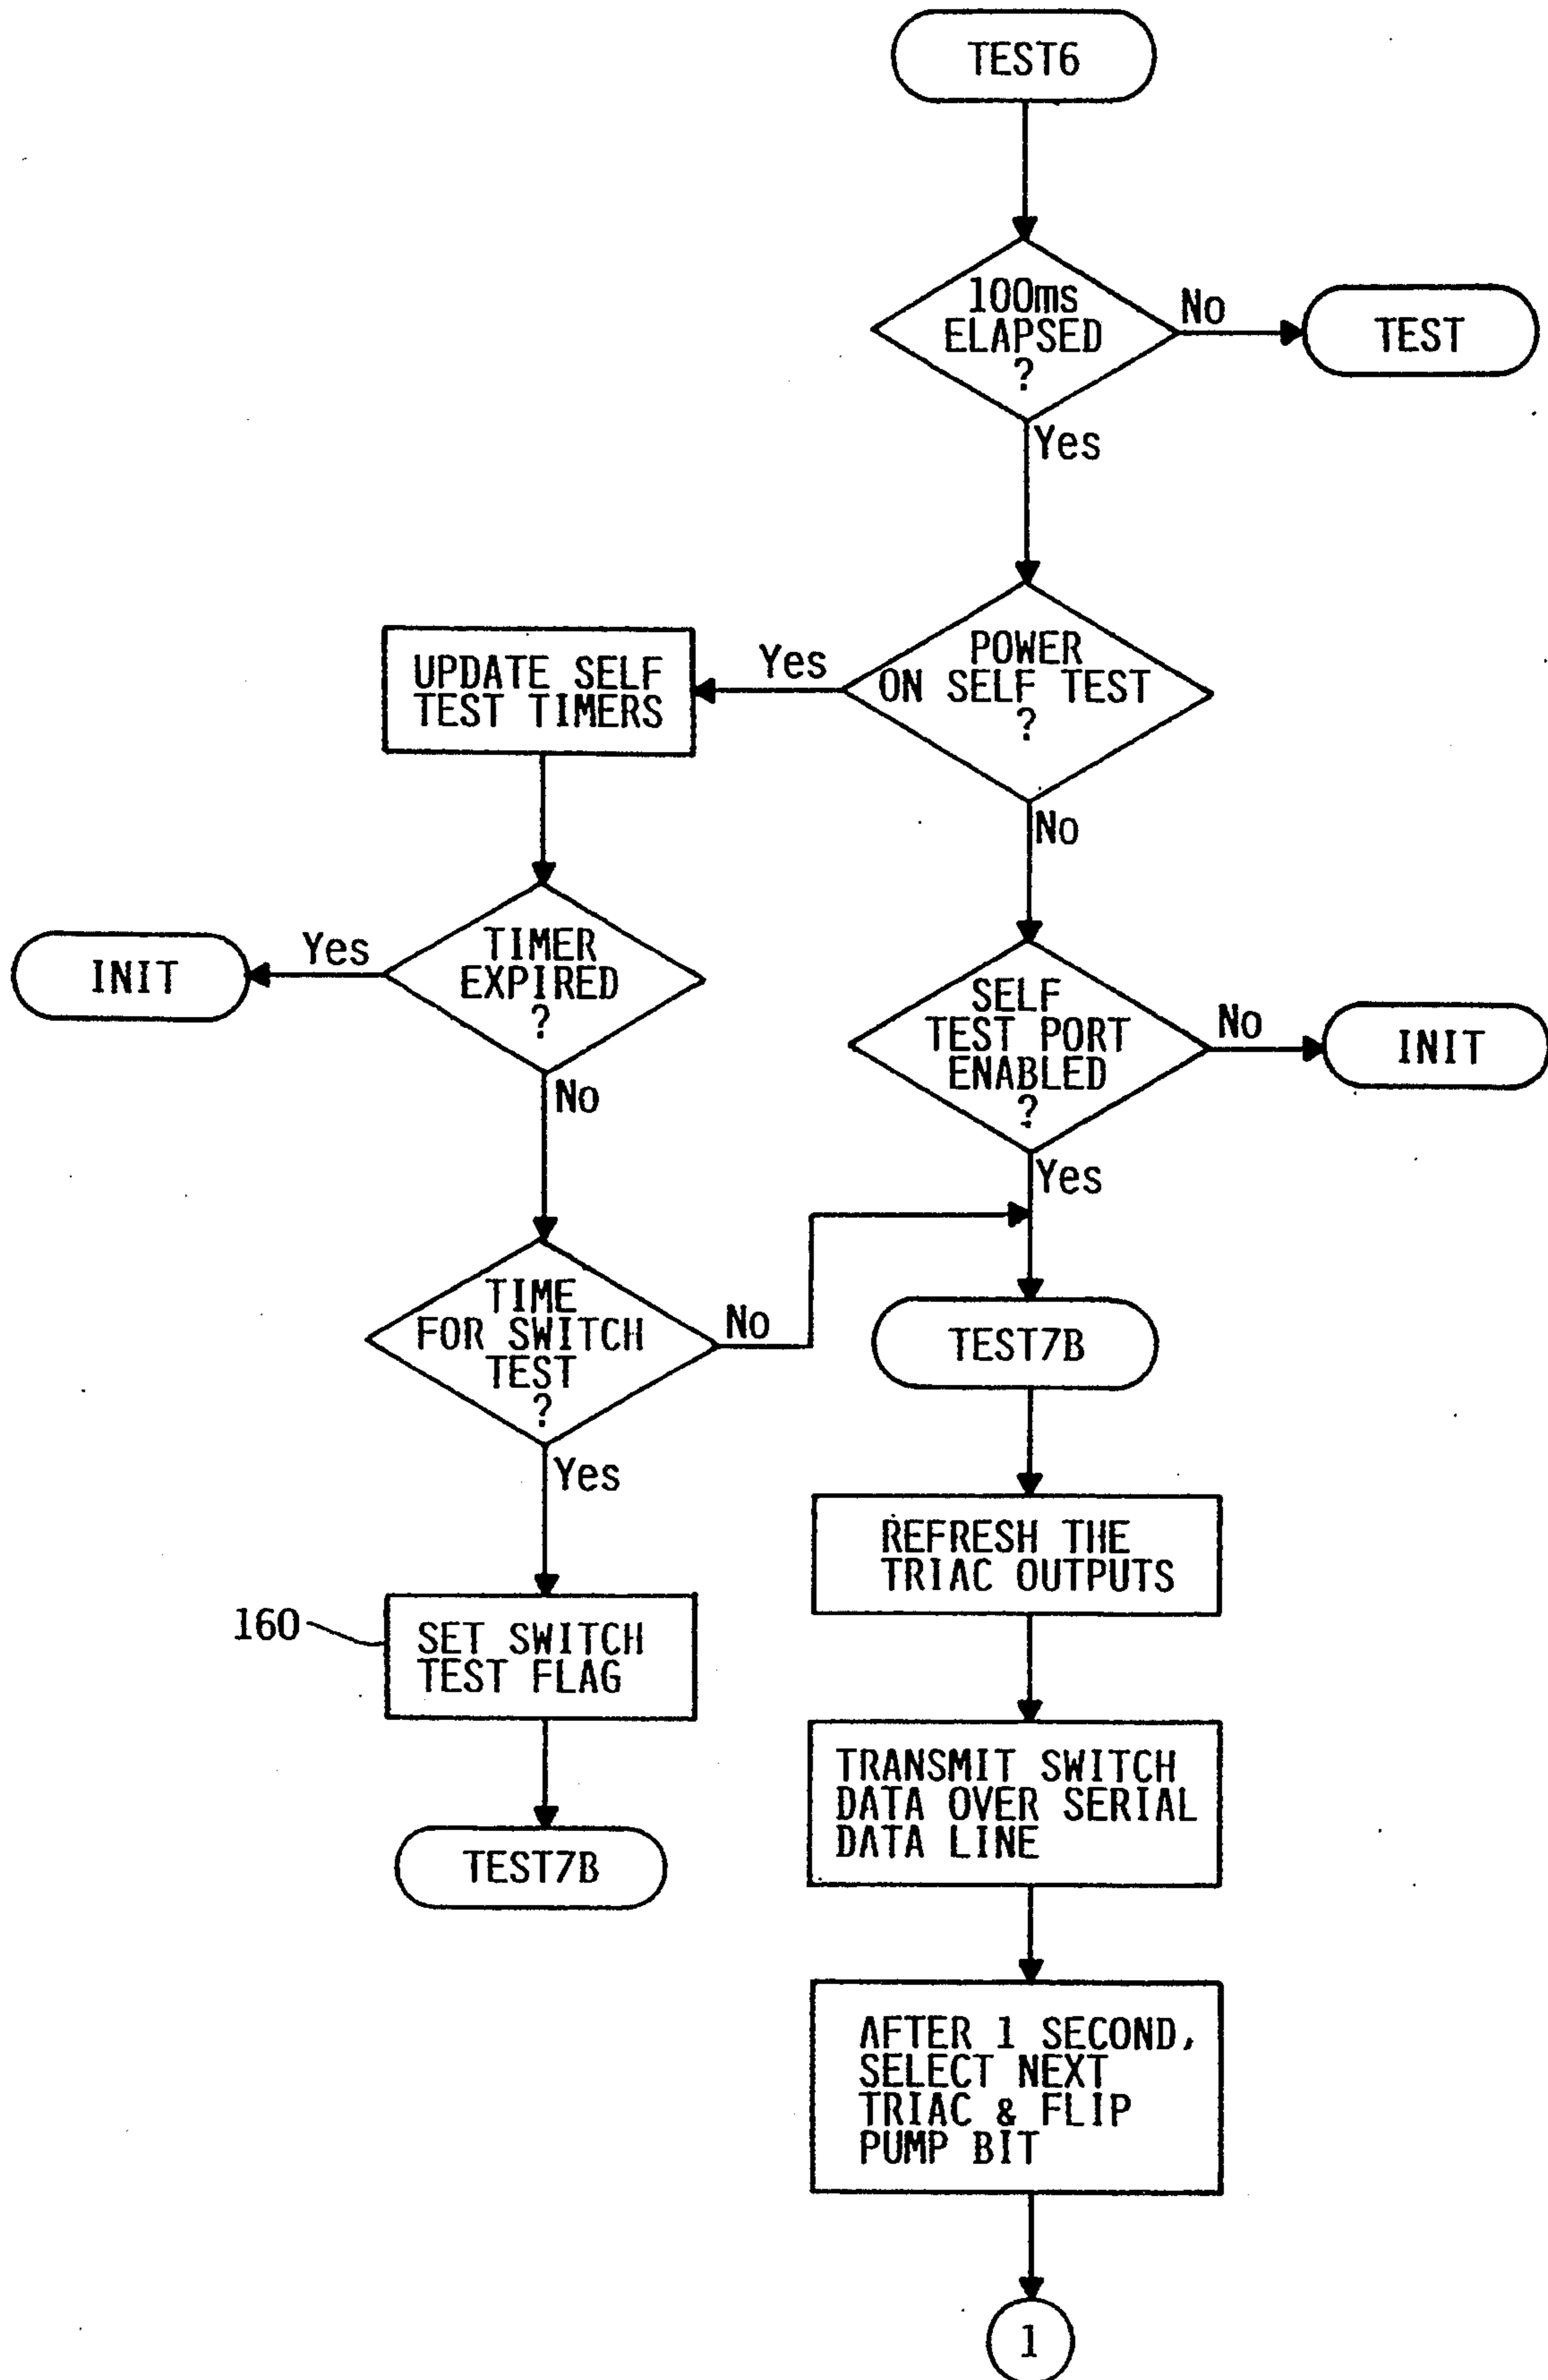 TEST6
100ms
ELAPSED
?
No
TEST
Yes
POWER
ON SELF TEST
?
Yes
UPDATE SELF
TEST TIMERS
No
TIMER
EXPIRED
?
Yes
INIT
No
SELF
TEST PORT
ENABLED
?
No
INIT
Yes
TIME
FOR SWITCH
TEST
?
No
TEST7B
Yes
REFRESH THE
TRIAC OUTPUTS
160
SET SWITCH
TEST FLAG
TRANSMIT SWITCH
DATA OVER SERIAL
DATA LINE
TEST7B
AFTER 1 SECOND,
SELECT NEXT
TRIAC & FLIP
PUMP BIT
1